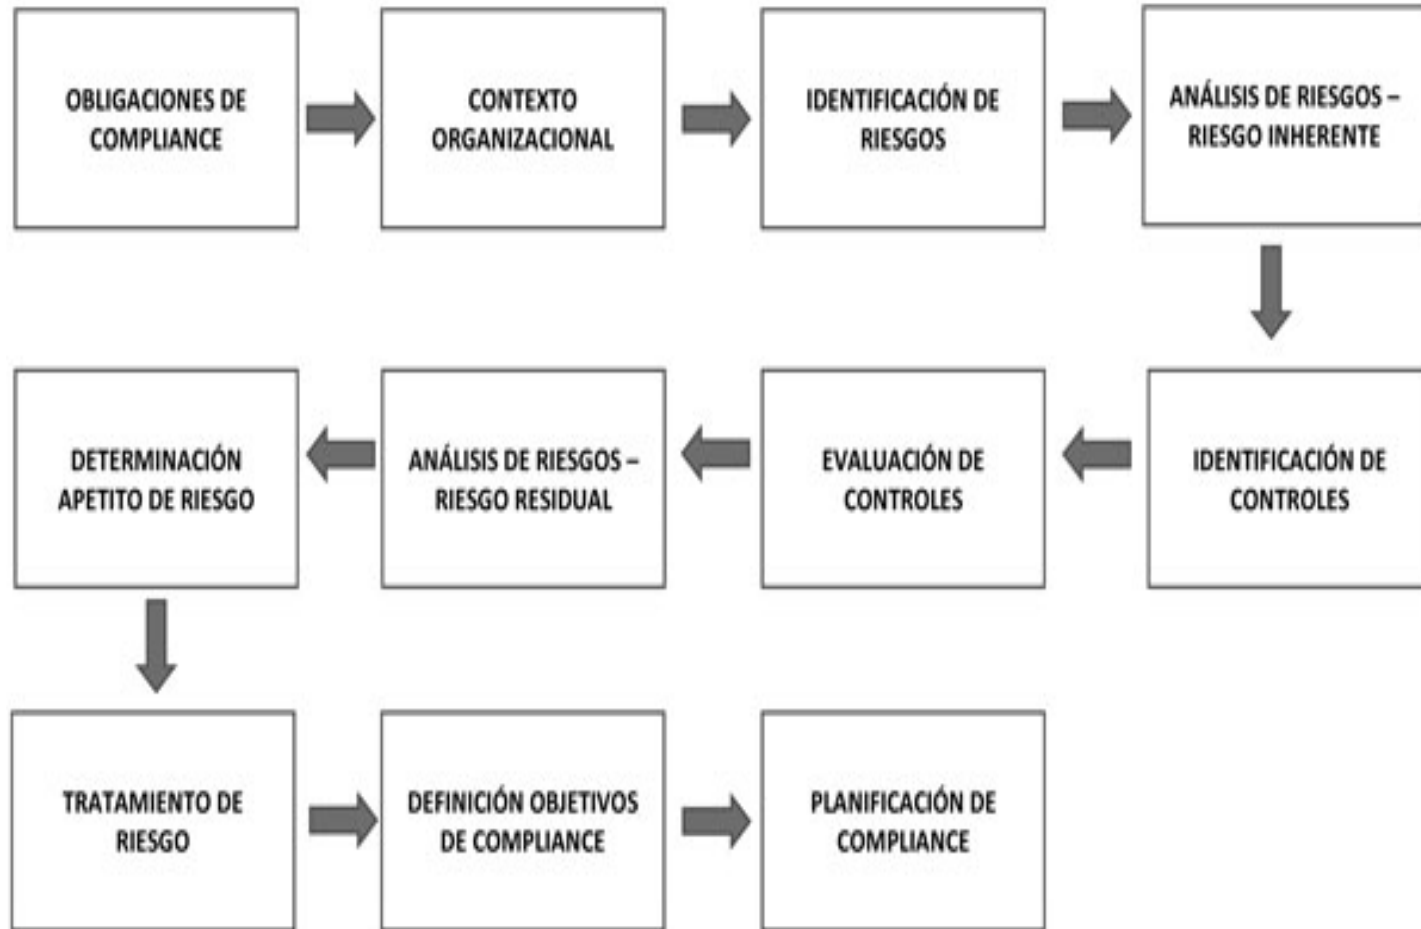 OBLIGACIONES DE
COMPLIANCE
CONTEXTO
ORGANIZACIONAL
IDENTIFICACIÓN DE
RIESGOS
ANÁLISIS DE RIESGOS –
RIESGO INHERENTE
IDENTIFICACIÓN DE
CONTROLES
EVALUACIÓN DE
CONTROLES
ANÁLISIS DE RIESGOS –
RIESGO RESIDUAL
DETERMINACIÓN
APETITO DE RIESGO
TRATAMIENTO DE
RIESGO
DEFINICIÓN OBJETIVOS
DE COMPLIANCE
PLANIFICACIÓN DE
COMPLIANCE